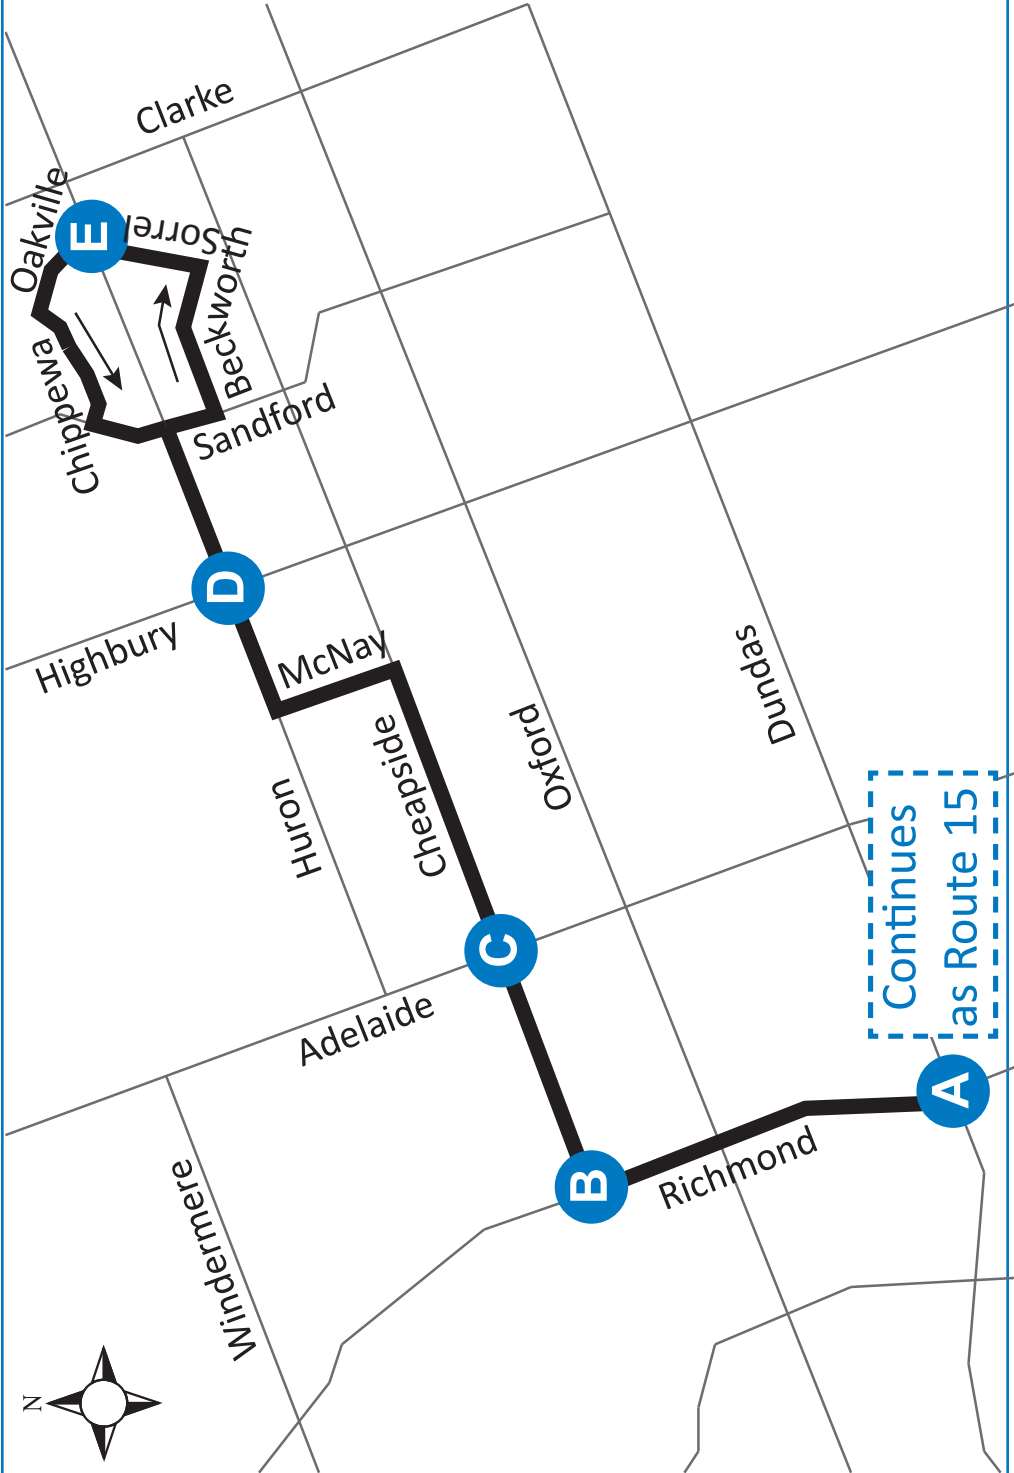 Clarke
Oakville
E
Sorrel
Beckworth
Chippewa
Sandford
D
Highbury
McNay
Huron
Cheapside
Oxford
Dundas
C
Adelaide
Continues
as Route 15
A
B
Richmond
Windermere
N